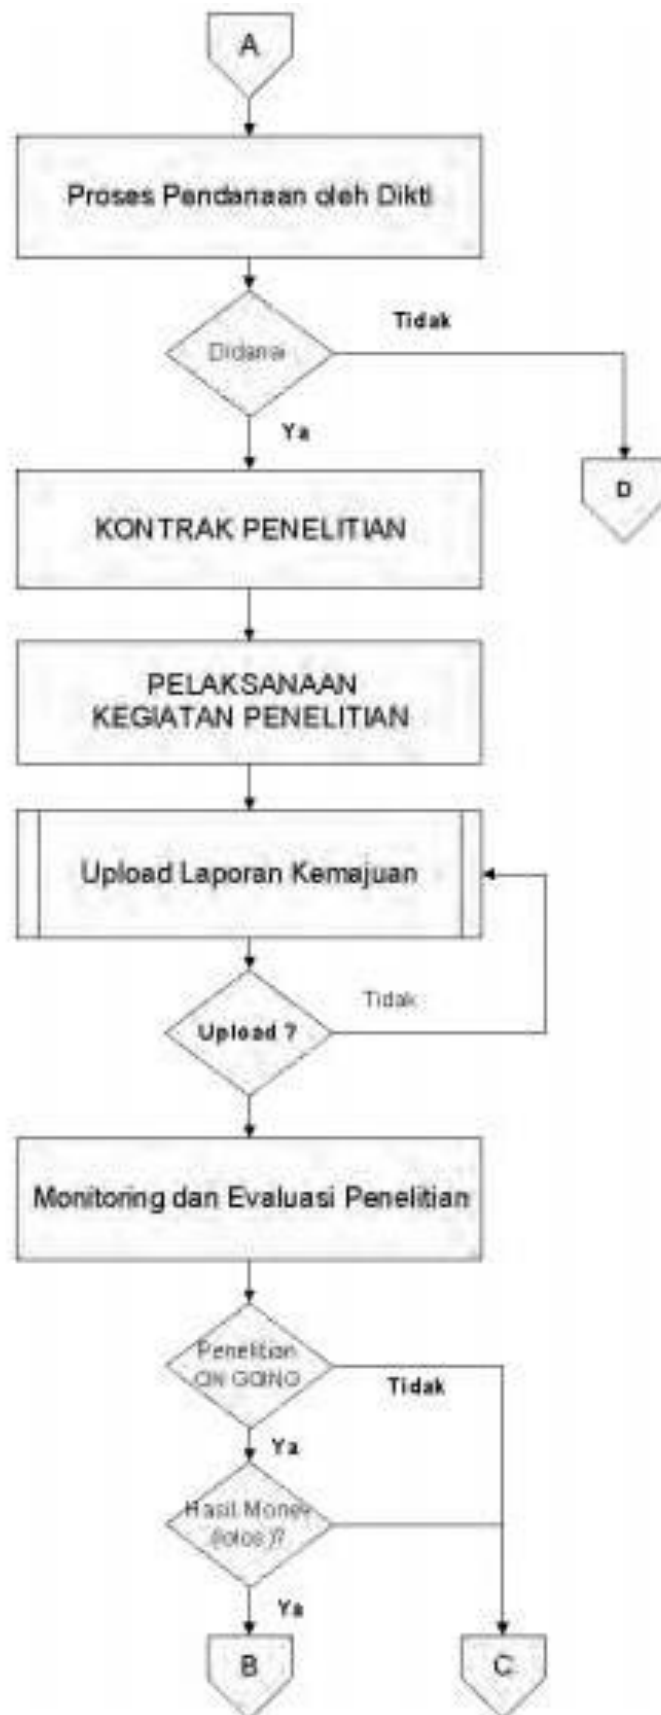 A
Proses Pendanaan oleh Dikti
Didanai
Tidak
Ya
D
KONTRAK PENELITIAN
PELAKSANAAN
KEGIATAN PENELITIAN
Upload Laporan Kemajuan
Tidak
Upload ?
Monitoring dan Evaluasi Penelitian
Penelitian
ON GOING
Tidak
Ya
Hasil Monev
(lolos)?
Ya
B
C